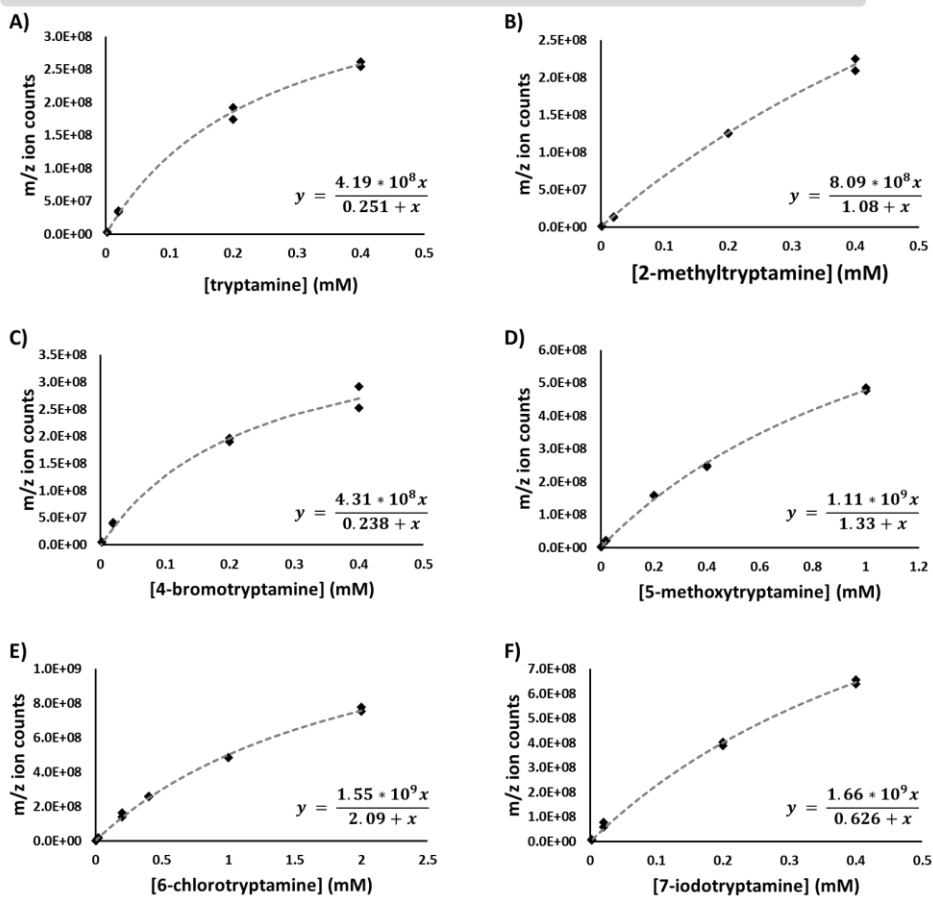 A)
3.0E+08
2.5E+08
2.0E+08
1.5E+08
1.0E+08
5.0E+07
0.0E+00
m/z ion counts
0 0.1 0.2 0.3 0.4 0.5
[tryptamine] (mM)
y = 4.19 * 10⁸x / 0.251 + x
B)
2.5E+08
2.0E+08
1.5E+08
1.0E+08
5.0E+07
0.0E+00
m/z ion counts
0 0.1 0.2 0.3 0.4 0.5
[2-methyltryptamine] (mM)
y = 8.09 * 10⁸x / 1.08 + x
C)
3.5E+08
3.0E+08
2.5E+08
2.0E+08
1.5E+08
1.0E+08
5.0E+07
0.0E+00
m/z ion counts
0 0.1 0.2 0.3 0.4 0.5
[4-bromotryptamine] (mM)
y = 4.31 * 10⁸x / 0.238 + x
D)
6.0E+08
5.0E+08
4.0E+08
3.0E+08
2.0E+08
1.0E+08
0.0E+00
m/z ion counts
0 0.2 0.4 0.6 0.8 1 1.2
[5-methoxytryptamine] (mM)
y = 1.11 * 10⁹x / 1.33 + x
E)
1.0E+09
8.0E+08
6.0E+08
4.0E+08
2.0E+08
0.0E+00
m/z ion counts
0 0.5 1 1.5 2 2.5
[6-chlorotryptamine] (mM)
y = 1.55 * 10⁹x / 2.09 + x
F)
7.0E+08
6.0E+08
5.0E+08
4.0E+08
3.0E+08
2.0E+08
1.0E+08
0.0E+00
m/z ion counts
0 0.1 0.2 0.3 0.4 0.5
[7-iodotryptamine] (mM)
y = 1.66 * 10⁹x / 0.626 + x